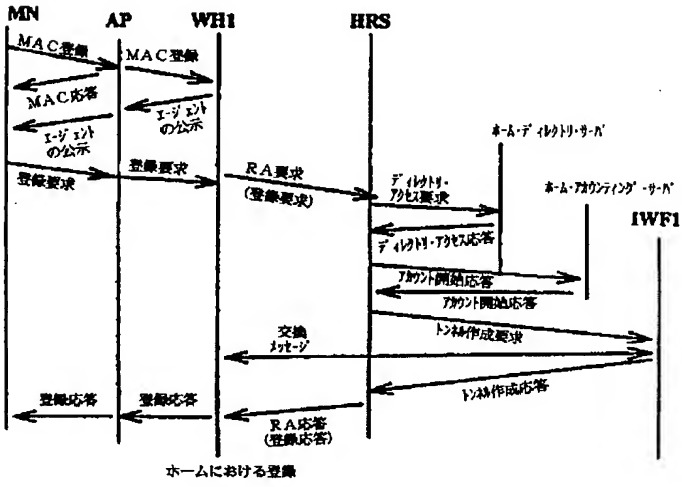 MN
AP
WH1
HRS
MAC登録
MAC登録
MAC応答
エージェント
の公示
エージェント
の公示
ホーム・ディレクトリ・サーバ
登録要求
登録要求
RA要求
(登録要求)
ディレクトリ・
アクセス要求
ホーム・アカウンティング・サーバ
IWF1
ディレクトリ・アクセス応答
アカウント開始応答
アカウント開始応答
トンネル作成要求
交換
メッセージ
トンネル作成応答
登録応答
登録応答
RA応答
(登録応答)
ホームにおける登録